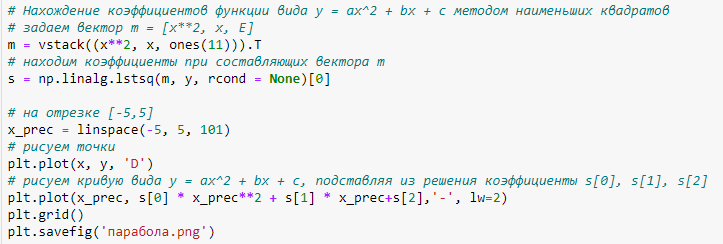 # Нахождение коэффициентов функции вида y = ax^2 + bx + c методом наименьших квадратов
# задаем вектор m = [x**2, x, E]
m = vstack((x**2, x, ones(11))).T
# находим коэффициенты при составляющих вектора m
s = np.linalg.lstsq(m, y, rcond = None)[0]

# на отрезке [-5,5]
x_prec = linspace(-5, 5, 101)
# рисуем точки
plt.plot(x, y, 'D')
# рисуем кривую вида y = ax^2 + bx + c, подставляя из решения коэффициенты s[0], s[1], s[2]
plt.plot(x_prec, s[0] * x_prec**2 + s[1] * x_prec+s[2],'-', lw=2)
plt.grid()
plt.savefig('парабола.png')